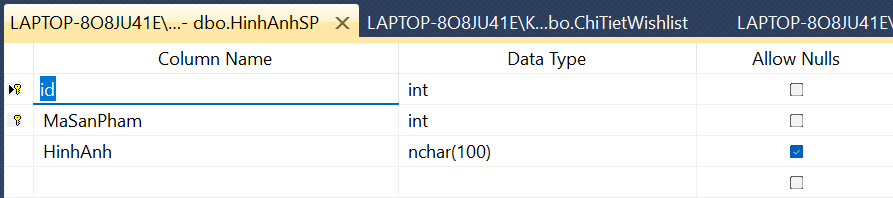 LAPTOP-8O8JU41E\...- dbo.HinhAnhSP LAPTOP-8O8JU41E\K...bo.ChiTietWishlist LAPTOP-8O8JU41E\
Column Name Data Type Allow Nulls
id int
MaSanPham int
HinhAnh nchar(100)